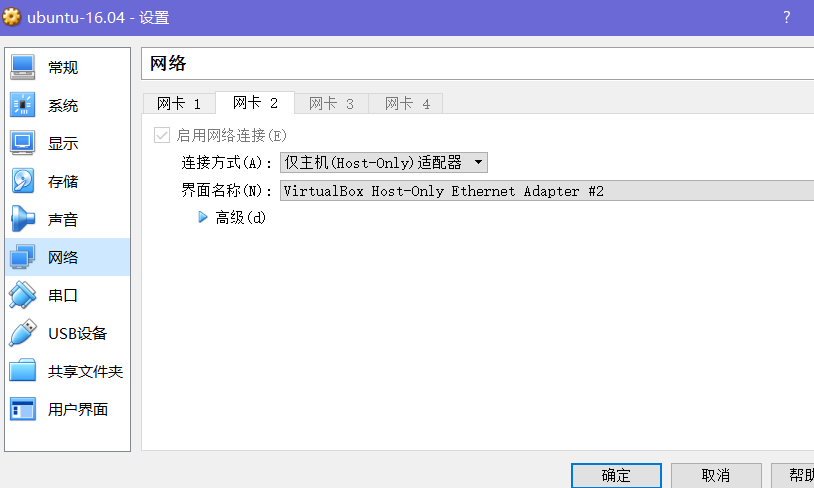 ubuntu-16.04 - 设置
?
常规
系统
显示
存储
声音
网络
串口
USB设备
共享文件夹
用户界面
网络
网卡 1 网卡 2 网卡 3 网卡 4
启用网络连接(E)
连接方式(A): 仅主机(Host-Only)适配器
界面名称(N): VirtualBox Host-Only Ethernet Adapter #2
高级(d)
确定 取消 帮助